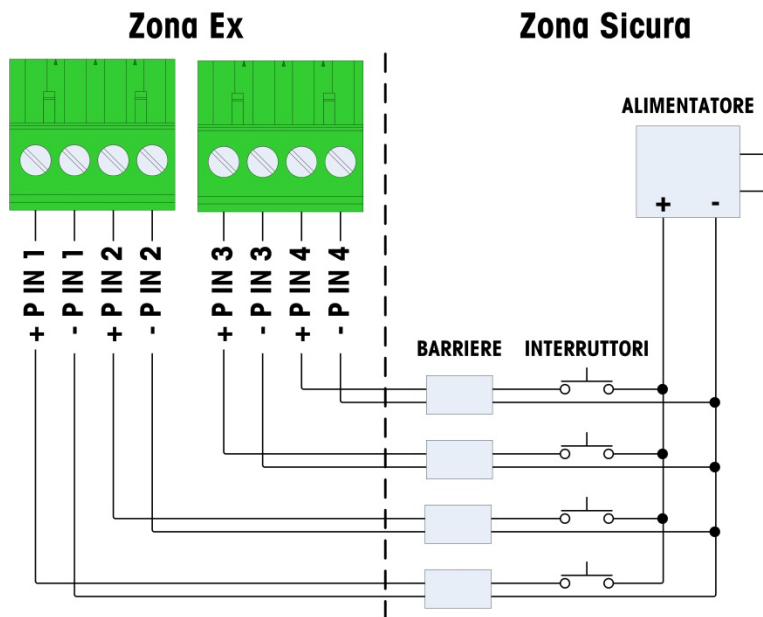 Zona Ex
Zona Sicura
ALIMENTATORE
+ -
+ P IN 1
- P IN 1
+ P IN 2
- P IN 2
+ P IN 3
- P IN 3
+ P IN 4
- P IN 4
BARRIERE
INTERRUTTORI